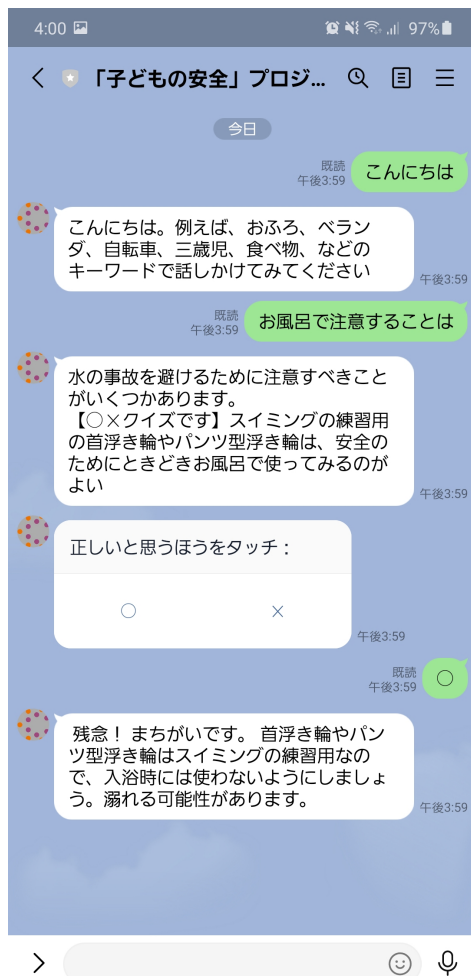 4:00 97%
「子どもの安全」プロジ...
今日
既読
午後3:59
こんにちは
こんにちは。例えば、おふろ、ベラン
ダ、自転車、三歳児、食べ物、などの
キーワードで話しかけてみてください
午後3:59
既読
午後3:59
お風呂で注意することは
水の事故を避けるために注意すべきこと
がいくつかあります。
【○×クイズです】スイミングの練習用
の首浮き輪やパンツ型浮き輪は、安全の
ためにときどきお風呂で使ってみるのが
よい
午後3:59
正しいと思うほうをタッチ：
○ ×
午後3:59
既読
午後3:59
○
残念！ まちがいです。 首浮き輪やパン
ツ型浮き輪はスイミングの練習用なの
で、入浴時には使わないようにしましょ
う。溺れる可能性があります。
午後3:59